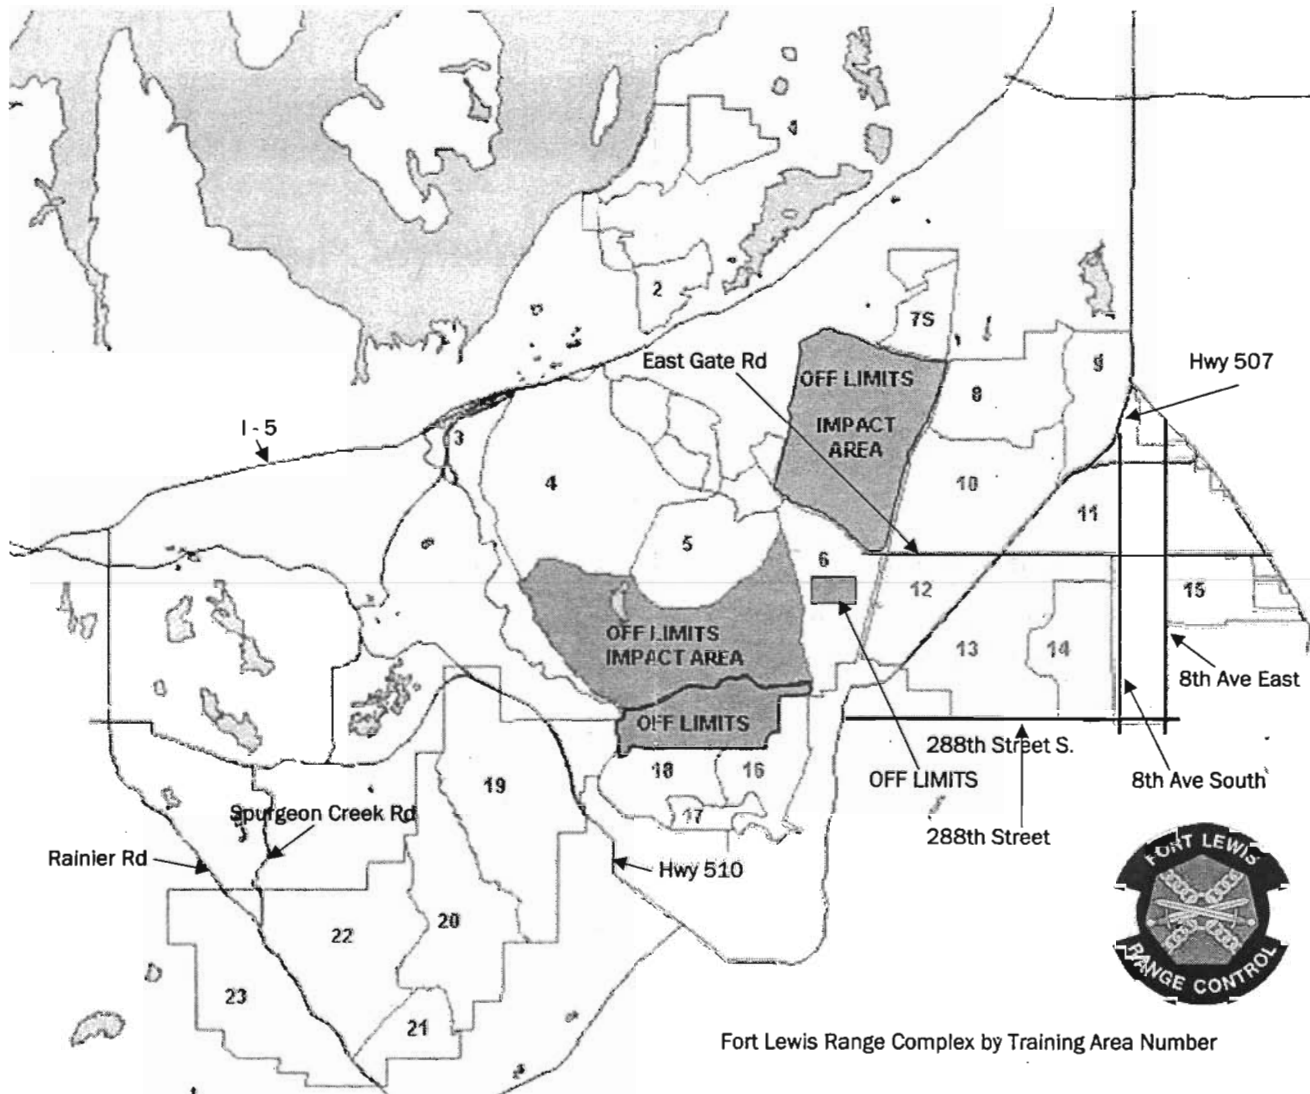 2
7S
East Gate Rd
OFF LIMITS
IMPACT
AREA
8
9
Hwy 507
I - 5
3
4
10
11
5
6
12
15
OFF LIMITS
IMPACT AREA
13
14
8th Ave East
OFF LIMITS
288th Street S.
18
16
OFF LIMITS
8th Ave South
19
17
Spurgeon Creek Rd
288th Street
Rainier Rd
Hwy 510
FORT LEWIS
RANGE CONTROL
22
20
23
21
Fort Lewis Range Complex by Training Area Number